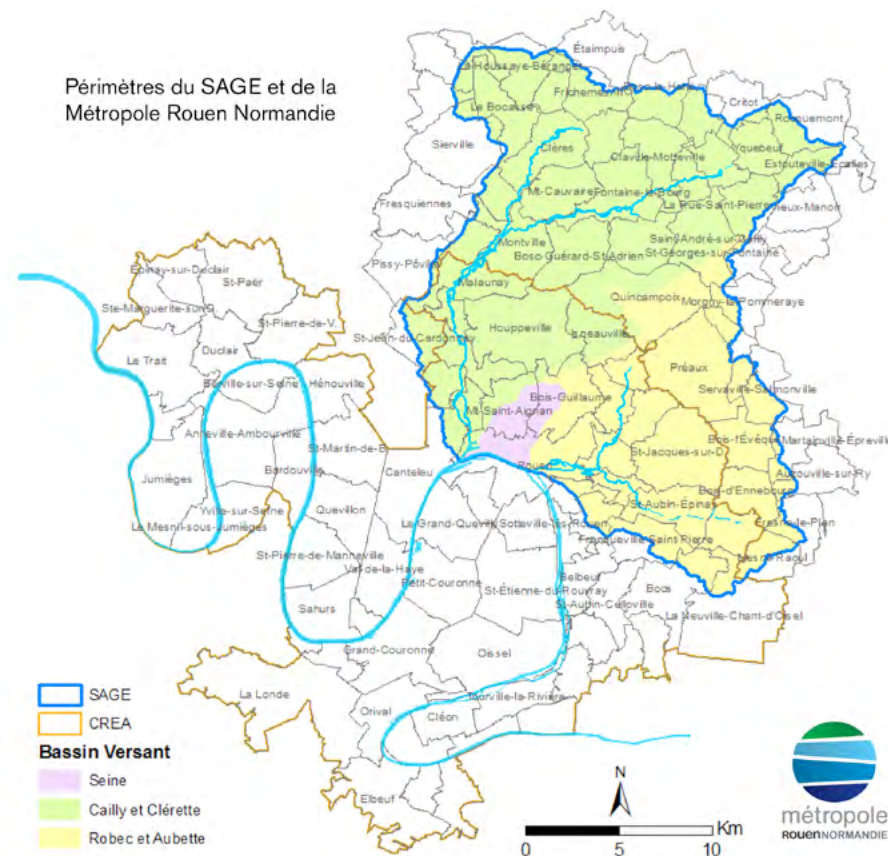 Périmètres du SAGE et de la
Métropole Rouen Normandie
Étaimpuis
La Houssaye-Béranger
Frichemesnil
Critot
Le Bocasse
Rocquemont
Sierville
Clères
Yquebeuf
Claville-Motteville
Estouteville-Écalles
Mt-Cauvaire
Fontaine-le-Bourg
Fresquiennes
La Rue-Saint-Pierre
Vieux-Manoir
Montville
Saint-André-sur-Cailly
Bosc-Guérard-St-Adrien
St-Georges-sur-Fontaine
Pissy-Pôville
Épinay-sur-Duclair
St-Paër
Malaunay
Quincampoix
Morgny-la-Pommeraye
Ste-Marguerite-sur-D.
St-Pierre-de-V.
St-Jean-du-Cardonnay
Houppeville
Isneauville
Le Trait
Duclair
Préaux
Berville-sur-Seine
Hénouville
Servaville-Salmonville
Bois-Guillaume
Mt-Saint-Aignan
Anneville-Ambourville
St-Martin-de-B.
Bois-l'Évêque
Martainville-Épreville
St-Jacques-sur-D.
Rouen
Jumièges
Bardouville
Canteleu
Auzouville-sur-Ry
Bois-d'Ennebourg
Yville-sur-Seine
Quevillon
St-Aubin-Épinay
Le Mesnil-sous-Jumièges
Le Grand-Quevilly
Sotteville-lès-Rouen
Fresne-le-Plan
Franqueville-Saint-Pierre
St-Pierre-de-Manneville
Val-de-la-Haye
Mesnil-Raoul
Petit-Couronne
Belbeuf
St-Étienne-du-Rouvray
Boos
St-Aubin-Celloville
Sahurs
La Neuville-Chant-d'Oisel
Grand-Couronne
Oissel
La Londe
Tourville-la-Rivière
Orival
Cléon
Elbeuf
SAGE
CREA
Bassin Versant
Seine
Cailly et Clérette
Robec et Aubette
N
Km
0 5 10
métropole
ROUENNORMANDIE